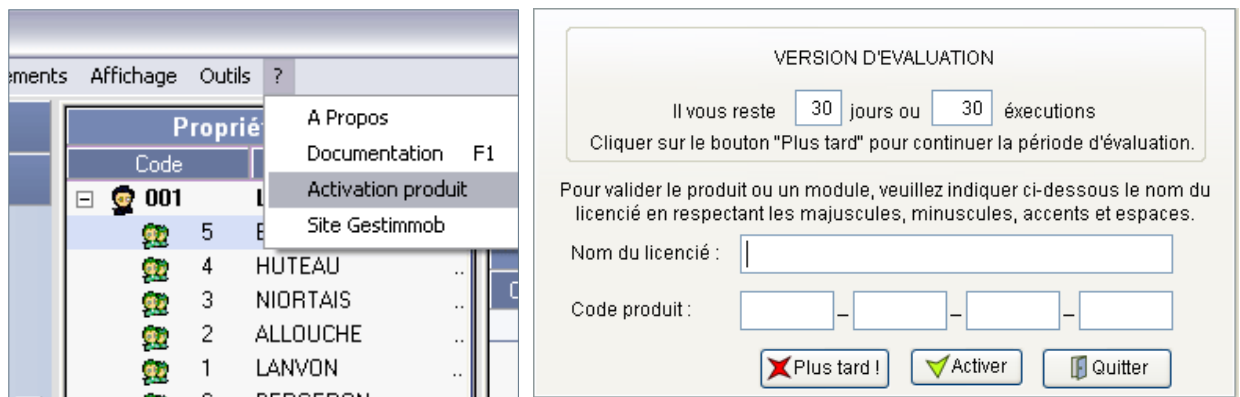 Affichage Outils ?
A Propos
Documentation F1
Activation produit
Site Gestimmob
Code
001
5
4 HUTEAU ..
3 NIORTAIS ..
2 ALLOUCHE ..
1 LANVON ..
VERSION D'EVALUATION
Il vous reste 30 jours ou 30 éxecutions
Cliquer sur le bouton "Plus tard" pour continuer la période d'évaluation.
Pour valider le produit ou un module, veuillez indiquer ci-dessous le nom du
licencié en respectant les majuscules, minuscules, accents et espaces.
Nom du licencié :
Code produit : – – –
Plus tard ! Activer Quitter